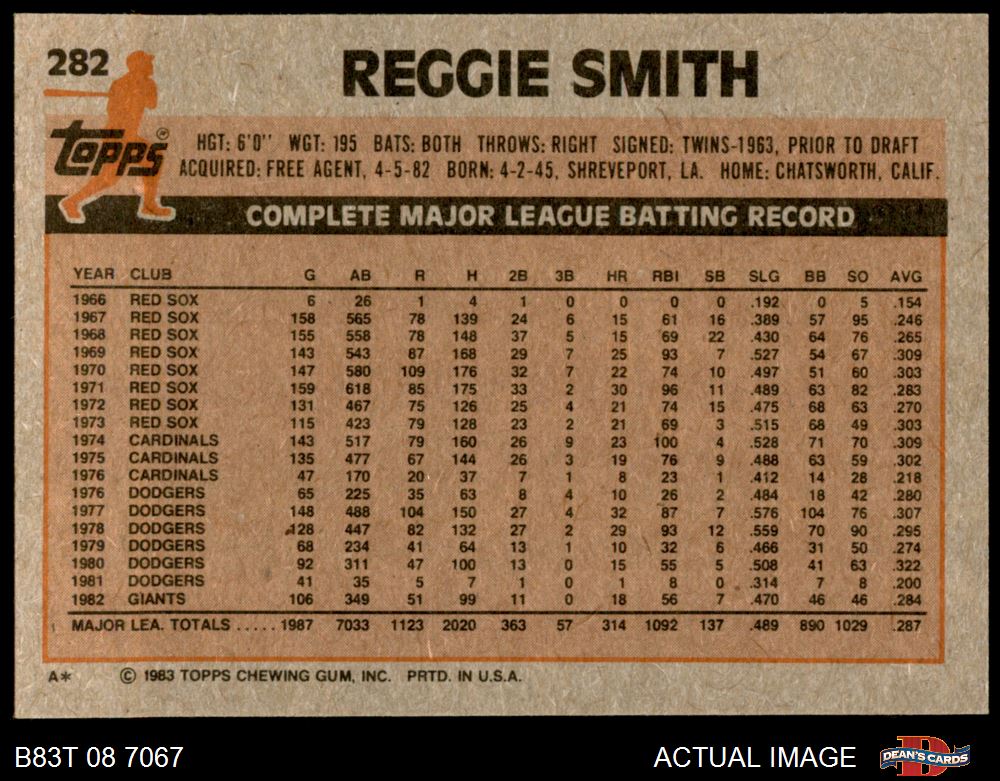 282
REGGIE SMITH
topps®
HGT: 6'0" WGT: 195 BATS: BOTH THROWS: RIGHT SIGNED: TWINS-1963, PRIOR TO DRAFT
ACQUIRED: FREE AGENT, 4-5-82 BORN: 4-2-45, SHREVEPORT, LA. HOME: CHATSWORTH, CALIF.
COMPLETE MAJOR LEAGUE BATTING RECORD
YEAR CLUB G AB R H 2B 3B HR RBI SB SLG BB SO AVG
1966 RED SOX 6 26 1 4 1 0 0 0 0 .192 0 5 .154
1967 RED SOX 158 565 78 139 24 6 15 61 16 .389 57 95 .246
1968 RED SOX 155 558 78 148 37 5 15 69 22 .430 64 76 .265
1969 RED SOX 143 543 87 168 29 7 25 93 7 .527 54 67 .309
1970 RED SOX 147 580 109 176 32 7 22 74 10 .497 51 60 .303
1971 RED SOX 159 618 85 175 33 2 30 96 11 .489 63 82 .283
1972 RED SOX 131 467 75 126 25 4 21 74 15 .475 68 63 .270
1973 RED SOX 115 423 79 128 23 2 21 69 3 .515 68 49 .303
1974 CARDINALS 143 517 79 160 26 9 23 100 4 .528 71 70 .309
1975 CARDINALS 135 477 67 144 26 3 19 76 9 .488 63 59 .302
1976 CARDINALS 47 170 20 37 7 1 8 23 1 .412 14 28 .218
1976 DODGERS 65 225 35 63 8 4 10 26 2 .484 18 42 .280
1977 DODGERS 148 488 104 150 27 4 32 87 7 .576 104 76 .307
1978 DODGERS 128 447 82 132 27 2 29 93 12 .559 70 90 .295
1979 DODGERS 68 234 41 64 13 1 10 32 6 .466 31 50 .274
1980 DODGERS 92 311 47 100 13 0 15 55 5 .508 41 63 .322
1981 DODGERS 41 35 5 7 1 0 1 8 0 .314 7 8 .200
1982 GIANTS 106 349 51 99 11 0 18 56 7 .470 46 46 .284
MAJOR LEA. TOTALS ..... 1987 7033 1123 2020 363 57 314 1092 137 .489 890 1029 .287
A* © 1983 TOPPS CHEWING GUM, INC. PRTD. IN U.S.A.
B83T 08 7067 ACTUAL IMAGE DEAN'S CARDS